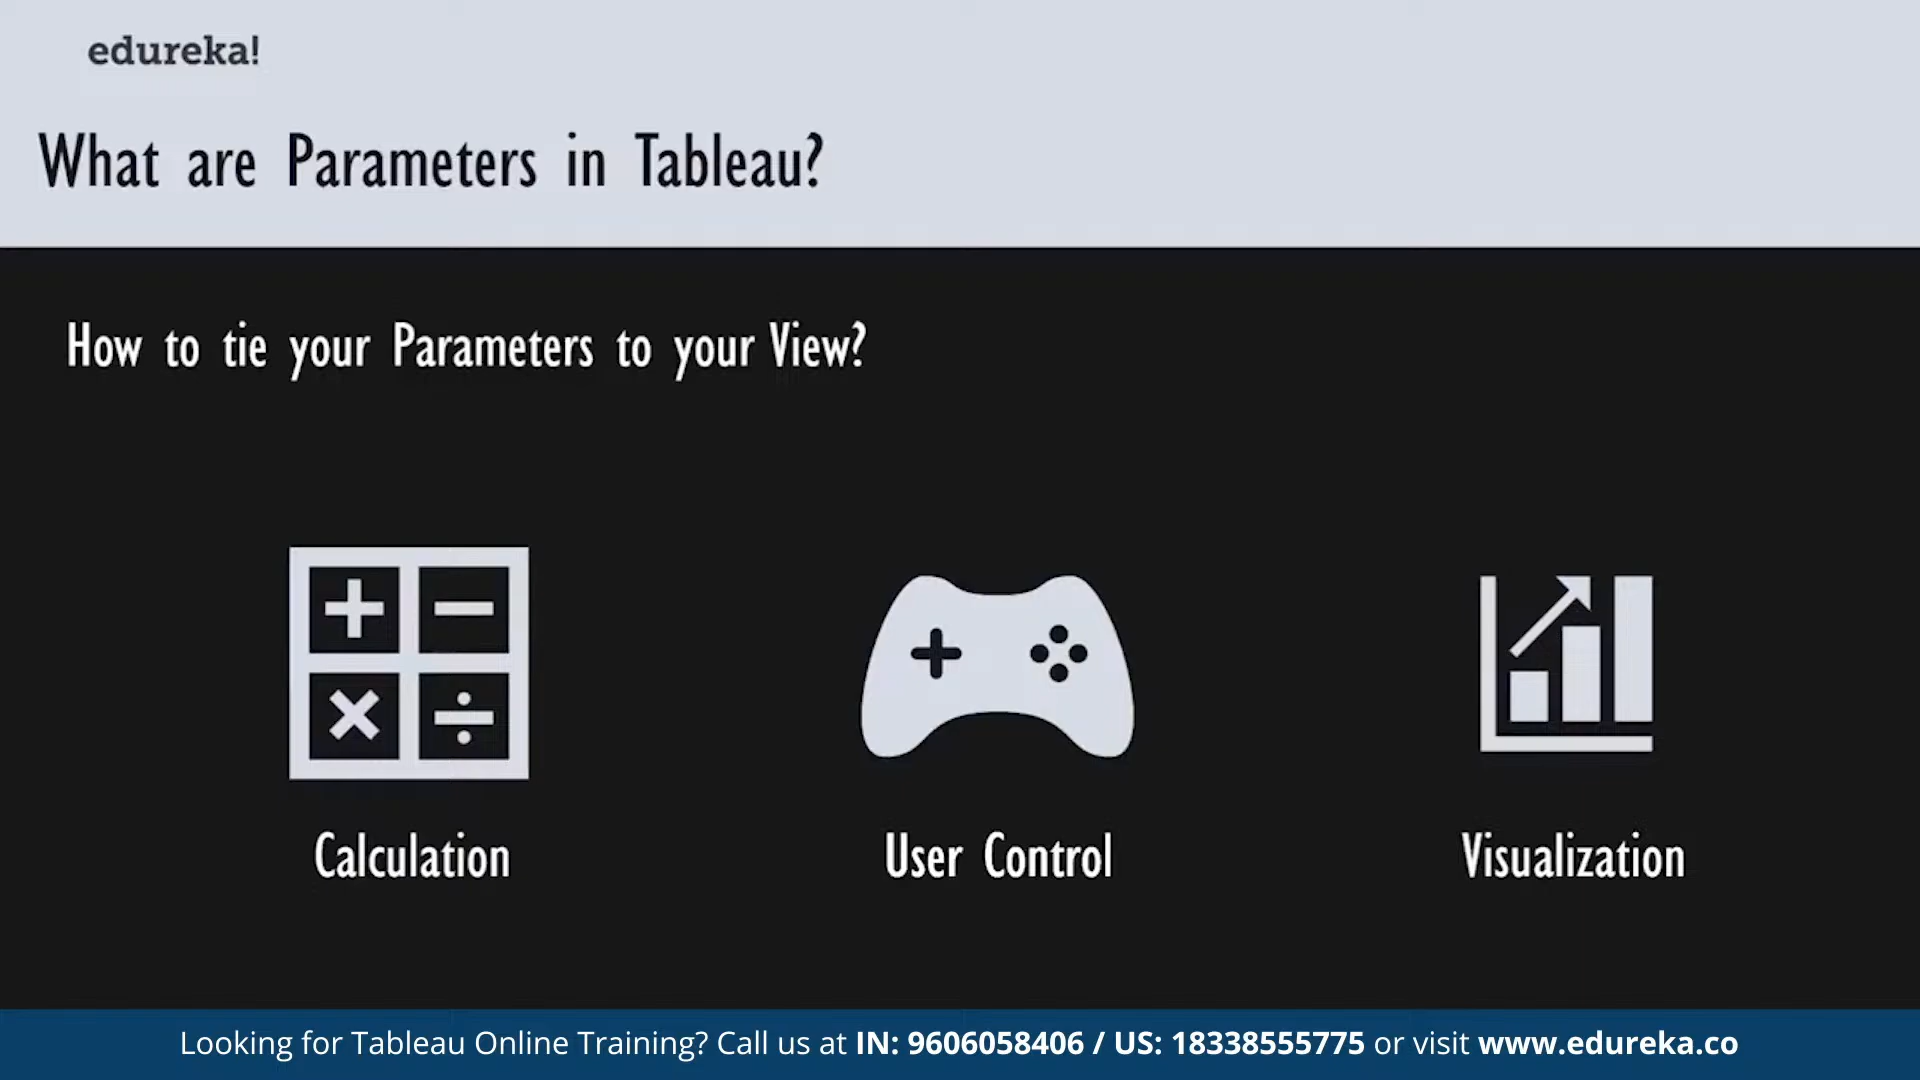 edureka!
What are Parameters in Tableau?
How to tie your Parameters to your View?
Calculation
User Control
Visualization
Looking for Tableau Online Training? Call us at IN: 9606058406 / US: 18338555775 or visit www.edureka.co